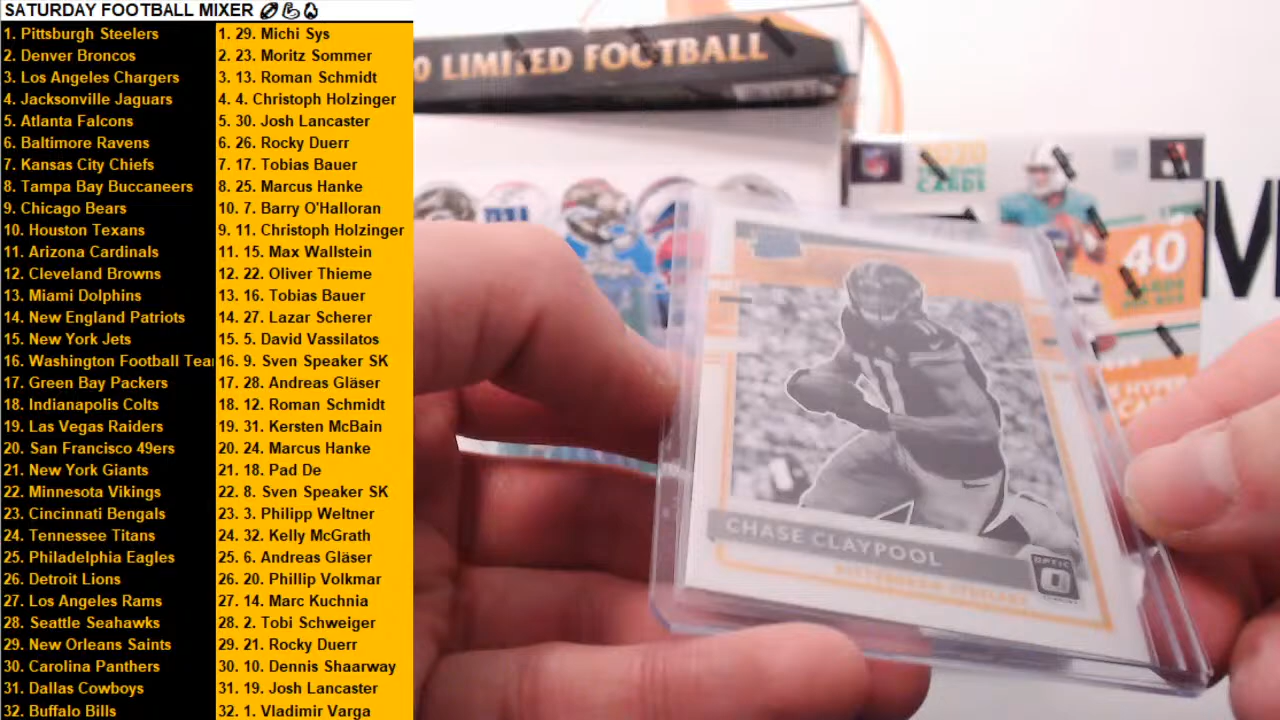 SATURDAY FOOTBALL MIXER
1. Pittsburgh Steelers 1. 29. Michi Sys
2. Denver Broncos 2. 23. Moritz Sommer
3. Los Angeles Chargers 3. 13. Roman Schmidt
4. Jacksonville Jaguars 4. 4. Christoph Holzinger
5. Atlanta Falcons 5. 30. Josh Lancaster
6. Baltimore Ravens 6. 26. Rocky Duerr
7. Kansas City Chiefs 7. 17. Tobias Bauer
8. Tampa Bay Buccaneers 8. 25. Marcus Hanke
9. Chicago Bears 10. 7. Barry O'Halloran
10. Houston Texans 9. 11. Christoph Holzinger
11. Arizona Cardinals 11. 15. Max Wallstein
12. Cleveland Browns 12. 22. Oliver Thieme
13. Miami Dolphins 13. 16. Tobias Bauer
14. New England Patriots 14. 27. Lazar Scherer
15. New York Jets 15. 5. David Vassilatos
16. Washington Football Tear 16. 9. Sven Speaker SK
17. Green Bay Packers 17. 28. Andreas Gläser
18. Indianapolis Colts 18. 12. Roman Schmidt
19. Las Vegas Raiders 19. 31. Kersten McBain
20. San Francisco 49ers 20. 24. Marcus Hanke
21. New York Giants 21. 18. Pad De
22. Minnesota Vikings 22. 8. Sven Speaker SK
23. Cincinnati Bengals 23. 3. Philipp Weltner
24. Tennessee Titans 24. 32. Kelly McGrath
25. Philadelphia Eagles 25. 6. Andreas Gläser
26. Detroit Lions 26. 20. Phillip Volkmar
27. Los Angeles Rams 27. 14. Marc Kuchnia
28. Seattle Seahawks 28. 2. Tobi Schweiger
29. New Orleans Saints 29. 21. Rocky Duerr
30. Carolina Panthers 30. 10. Dennis Shaarway
31. Dallas Cowboys 31. 19. Josh Lancaster
32. Buffalo Bills 32. 1. Vladimir Varga
0 LIMITED FOOTBALL
2020
CARDS
40
11
CHASE CLAYPOOL
PITTSBURGH STEELERS
OPTIC